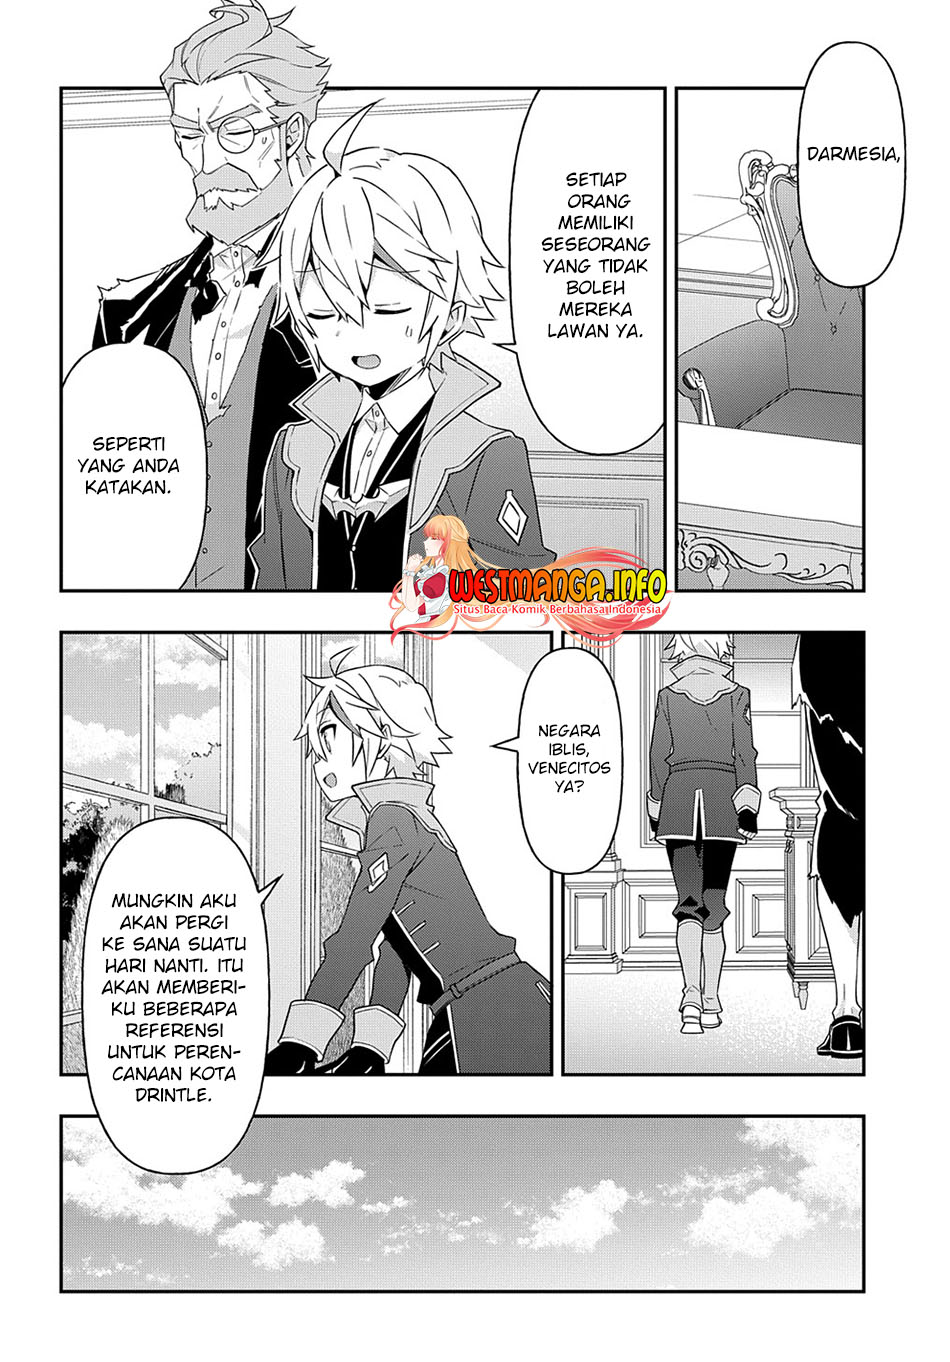 DARMESIA,
SETIAP
ORANG
MEMILIKI
SESEORANG
YANG TIDAK
BOLEH
MEREKA
LAWAN YA.
SEPERTI
YANG ANDA
KATAKAN.
WESTMANGA.INFO
Situs Baca Komik Berbahasa Indonesia
NEGARA
IBLIS,
VENECITOS
YA?
MUNGKIN AKU
AKAN PERGI
KE SANA SUATU
HARI NANTI. ITU
AKAN MEMBERI-
KU BEBERAPA
REFERENSI
UNTUK PEREN-
CANAAN KOTA
DRINTLE.